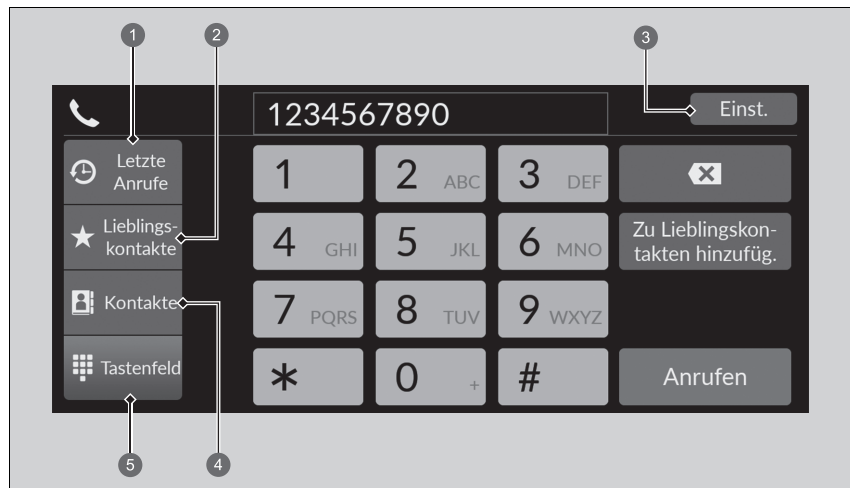 1 2 3
1234567890 Einst.
Letzte
Anrufe
1 2 ABC 3 DEF
Lieblings-
kontakte
4 GHI 5 JKL 6 MNO
Zu Lieblingskon-
takten hinzufüg.
Kontakte
7 PQRS 8 TUV 9 WXYZ
Tastenfeld
* 0 + #
Anrufen
5 4